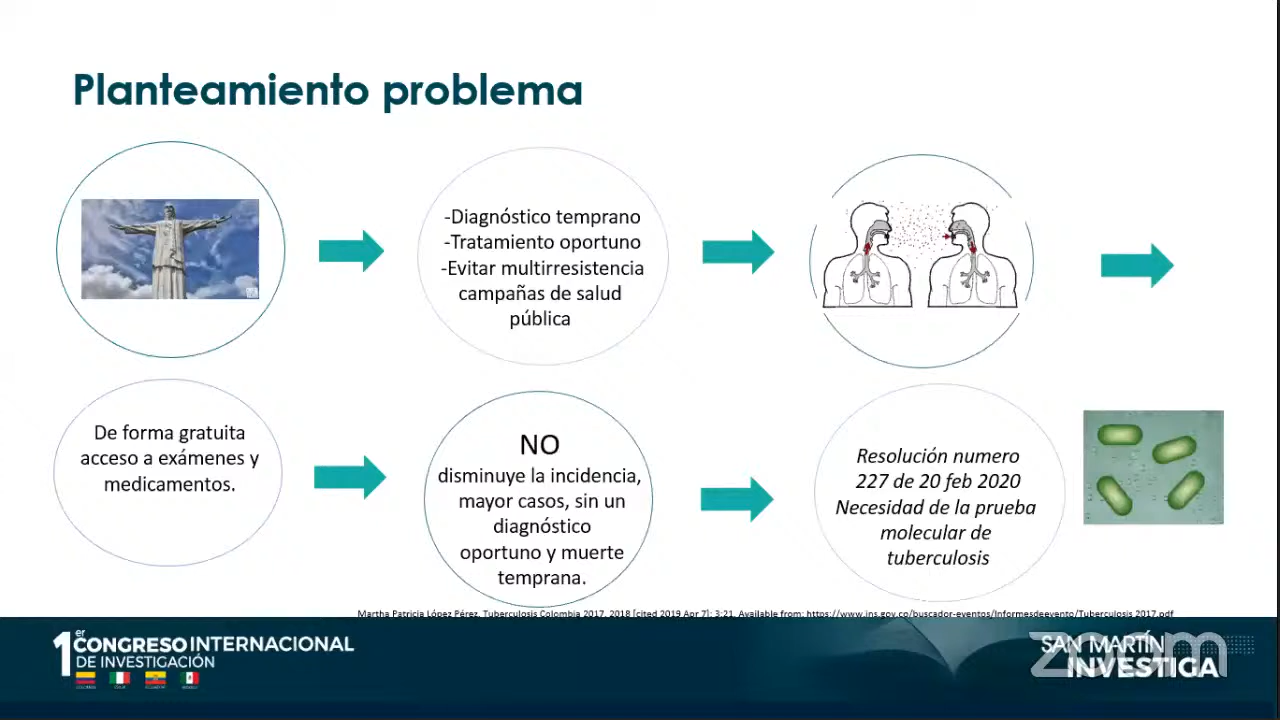 Planteamiento problema
-Diagnóstico temprano
-Tratamiento oportuno
-Evitar multirresistencia
campañas de salud
pública
De forma gratuita
acceso a exámenes y
medicamentos.
NO
disminuye la incidencia,
mayor casos, sin un
diagnóstico
oportuno y muerte
temprana.
Resolución numero
227 de 20 feb 2020
Necesidad de la prueba
molecular de
tuberculosis
Martha Patricia López Pérez. Tuberculosis Colombia 2017. 2018 [cited 2019 Apr 7]; 3:21. Available from: https://www.ins.gov.co/buscador-eventos/Informesdeevento/Tuberculosis 2017.pdf
1er CONGRESO INTERNACIONAL
DE INVESTIGACIÓN
SAN MARTÍN
INVESTIGA
zoom